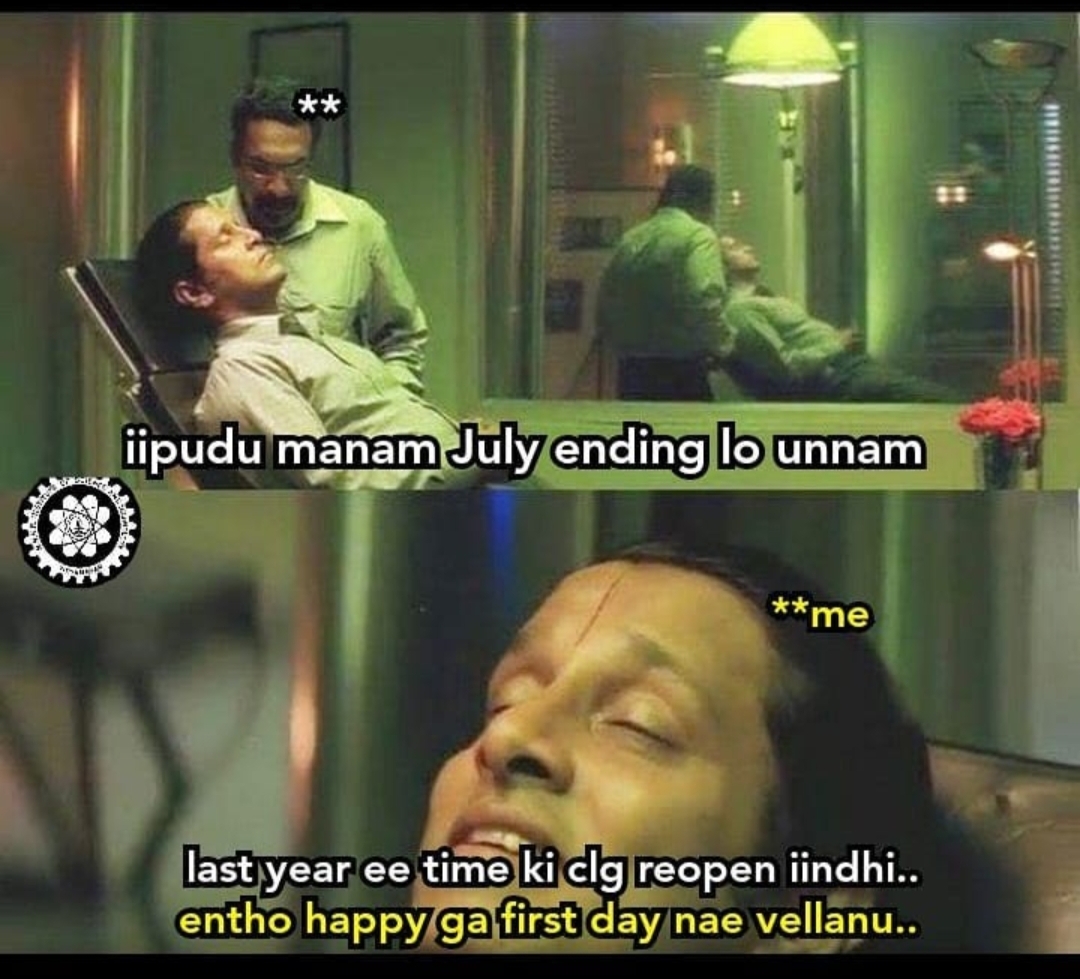 **
iipudu manam July ending lo unnam
**me
last year ee time ki clg reopen iindhi..
entho happy ga first day nae vellanu..